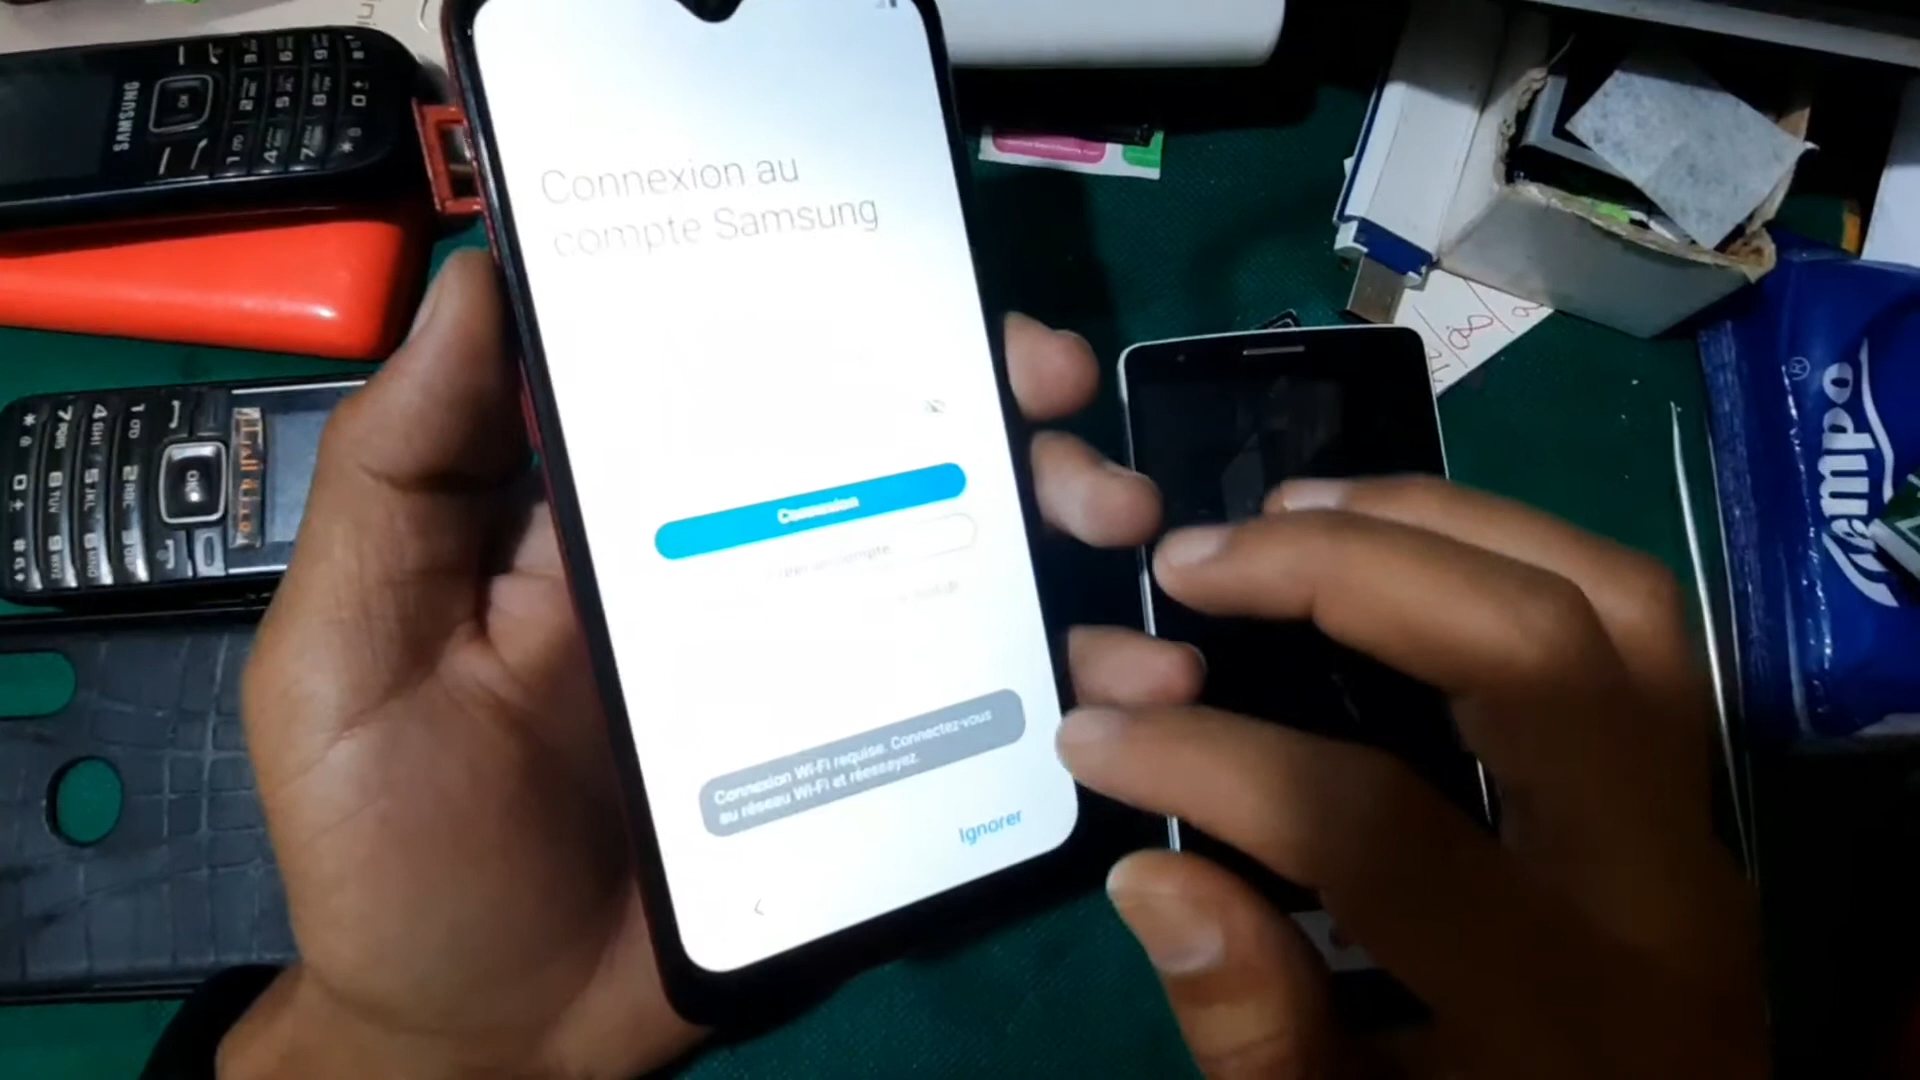 SAMSUNG
Connexion au
compte Samsung
Connexion
Connexion Wi-Fi requise. Connectez-vous
au réseau Wi-Fi et réessayez.
Ignorer
Tempo